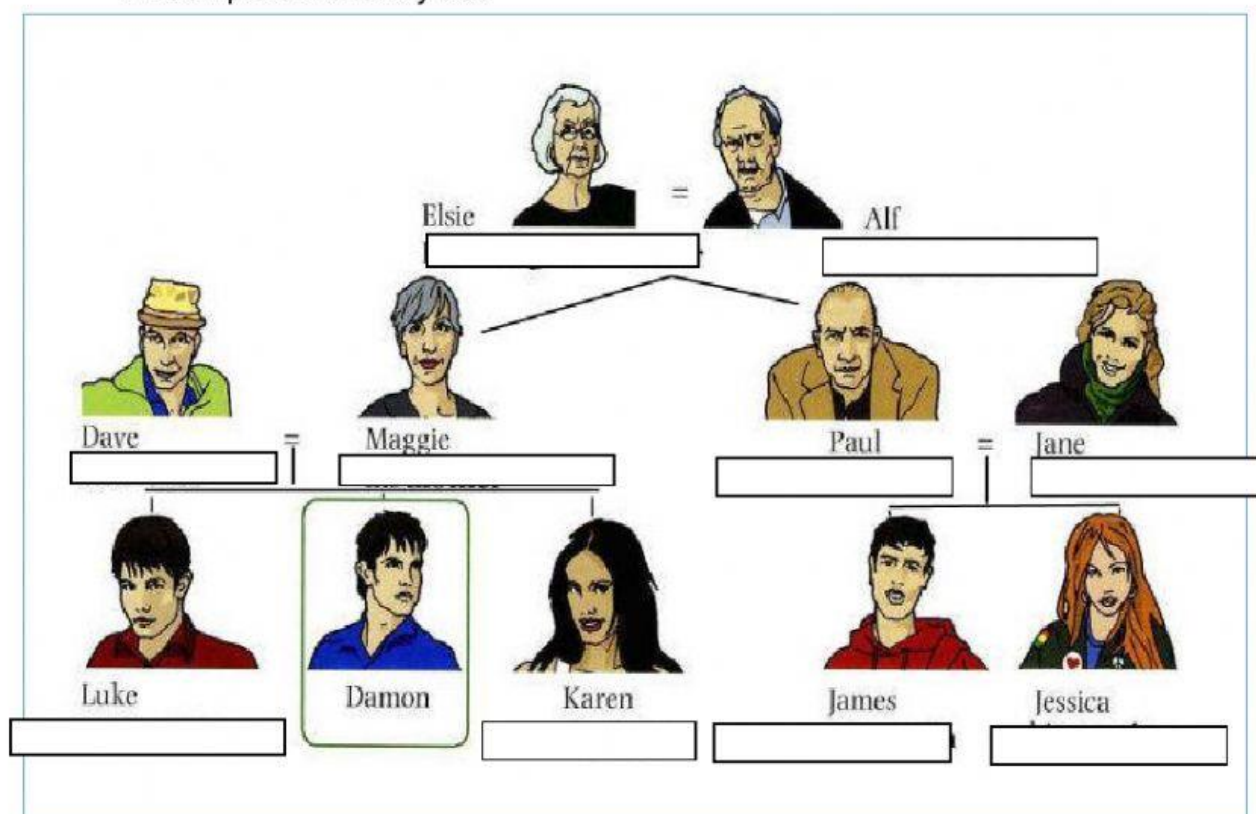 Elsie = Alf
Dave = Maggie
Paul = Jane
Luke
Damon
Karen
James
Jessica